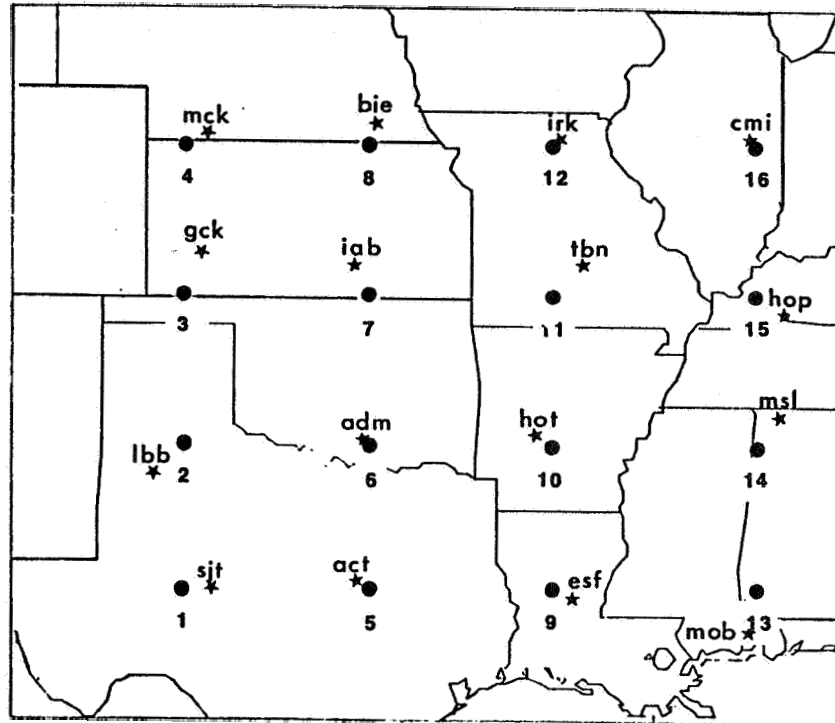 mck
bie
irk
cmi
4
8
12
16
gck
iab
tbn
hop
3
7
11
15
lbb
adm
hot
msl
2
6
10
14
sjt
act
esf
mob
1
5
9
13